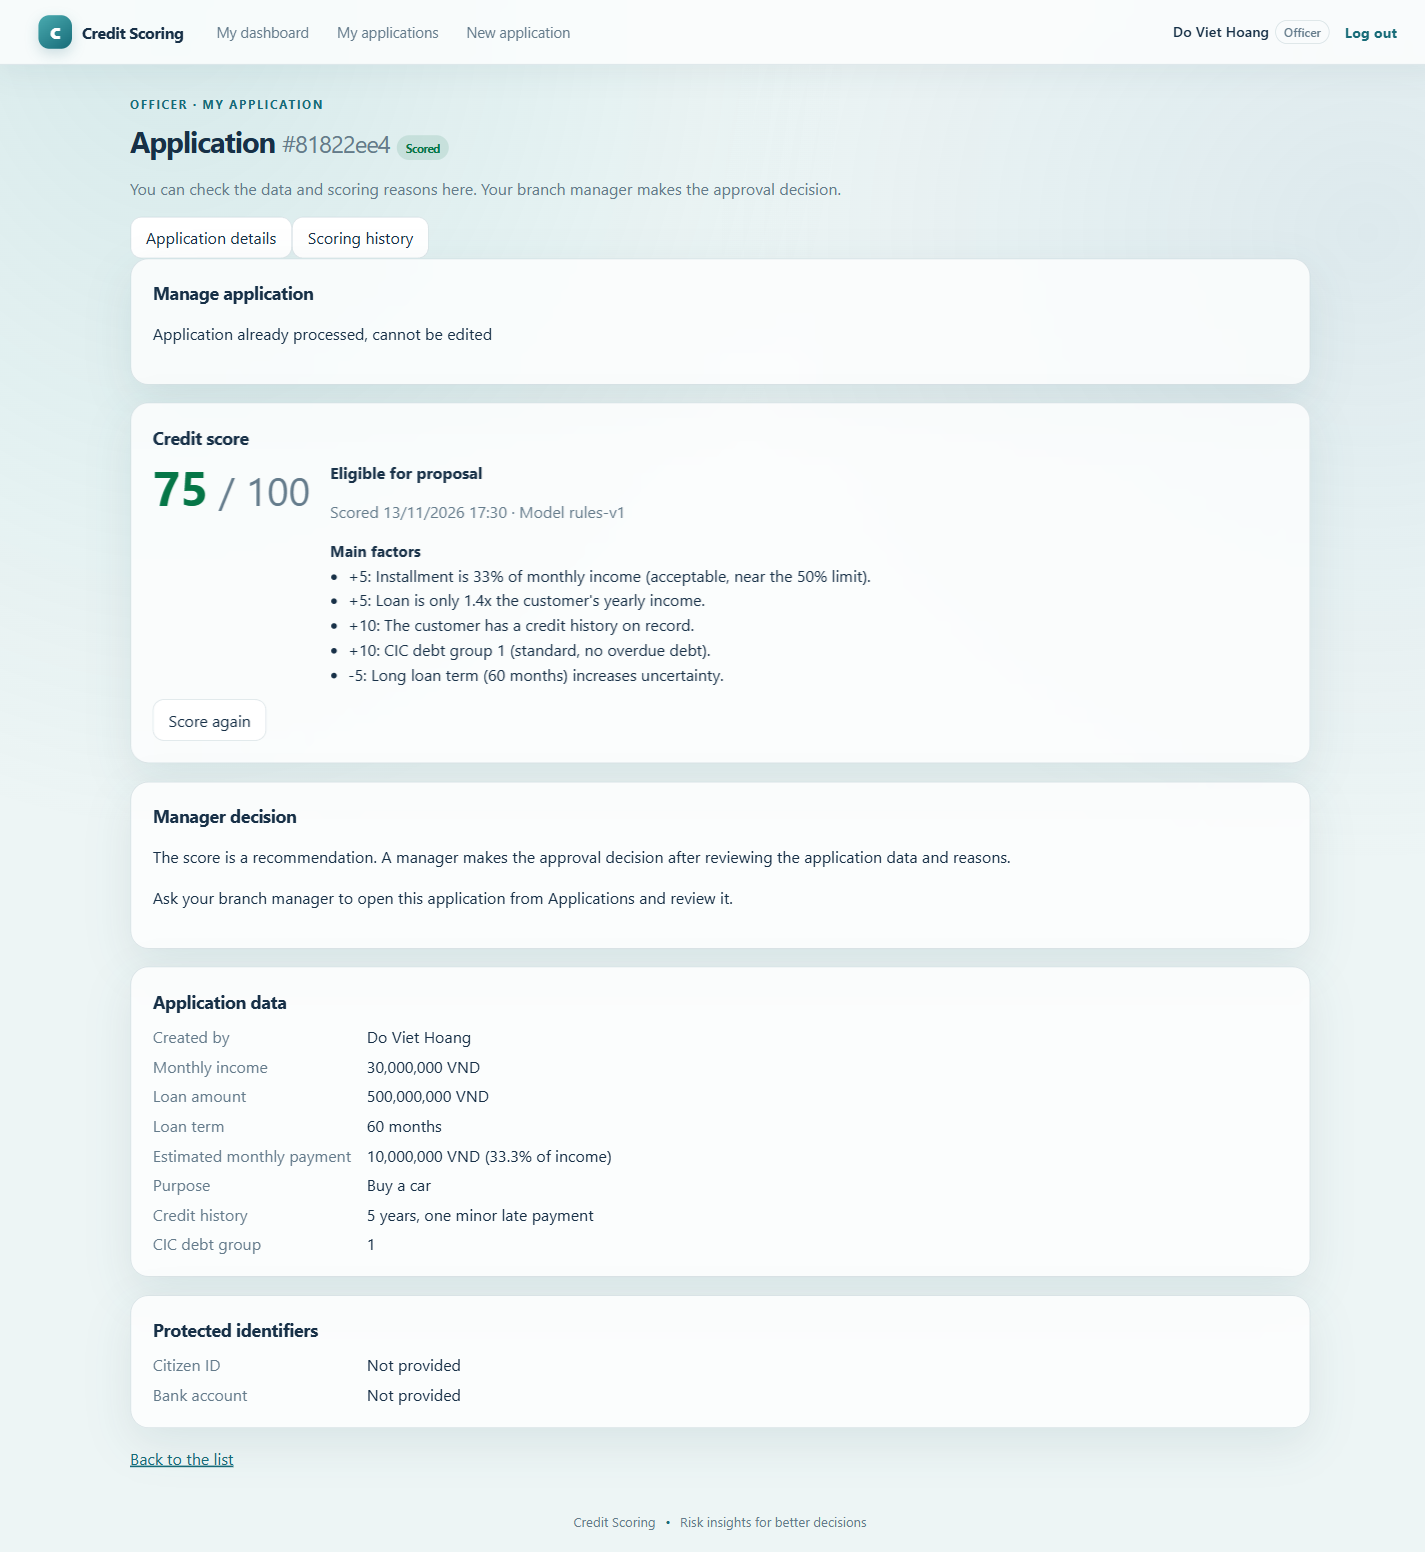 C Credit Scoring My dashboard My applications New application Do Viet Hoang Officer Log out
OFFICER · MY APPLICATION
Application #81822ee4 Scored
You can check the data and scoring reasons here. Your branch manager makes the approval decision.
Application details Scoring history
Manage application
Application already processed, cannot be edited
Credit score
75 / 100
Eligible for proposal
Scored 13/11/2026 17:30 · Model rules-v1
Main factors
• +5: Installment is 33% of monthly income (acceptable, near the 50% limit).
• +5: Loan is only 1.4x the customer's yearly income.
• +10: The customer has a credit history on record.
• +10: CIC debt group 1 (standard, no overdue debt).
• -5: Long loan term (60 months) increases uncertainty.
Score again
Manager decision
The score is a recommendation. A manager makes the approval decision after reviewing the application data and reasons.
Ask your branch manager to open this application from Applications and review it.
Application data
Created by Do Viet Hoang
Monthly income 30,000,000 VND
Loan amount 500,000,000 VND
Loan term 60 months
Estimated monthly payment 10,000,000 VND (33.3% of income)
Purpose Buy a car
Credit history 5 years, one minor late payment
CIC debt group 1
Protected identifiers
Citizen ID Not provided
Bank account Not provided
Back to the list
Credit Scoring • Risk insights for better decisions